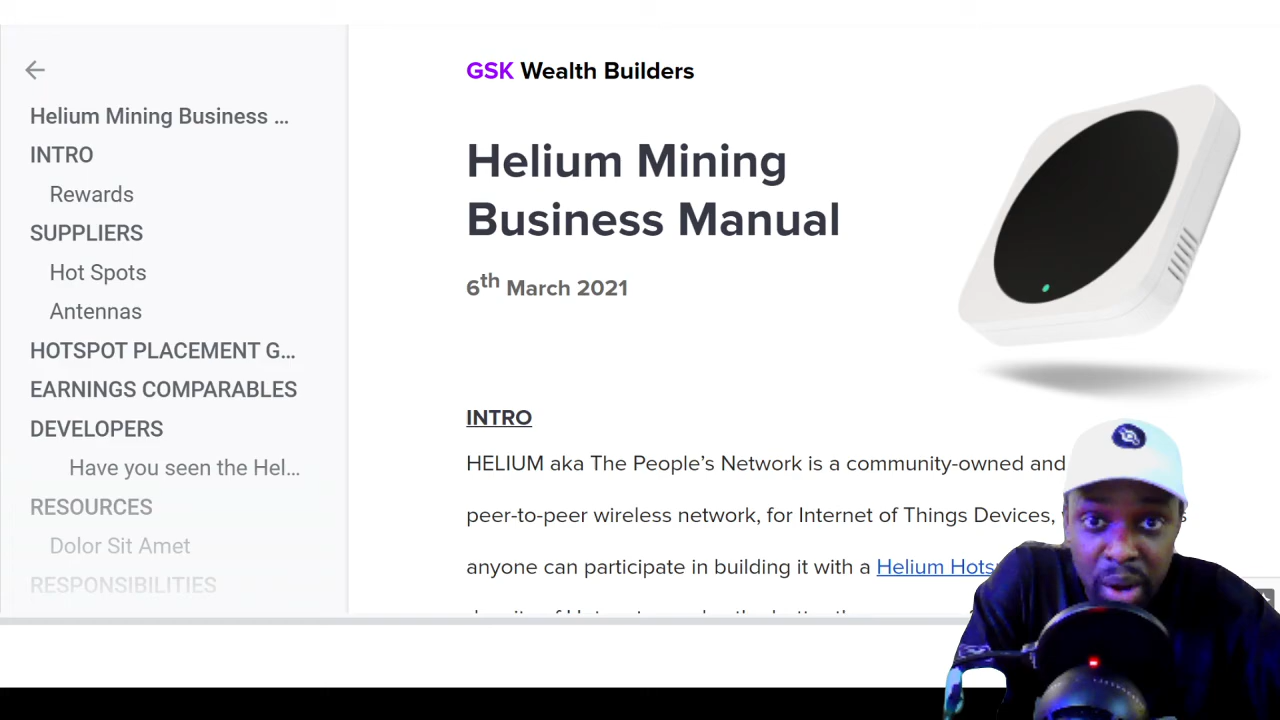 Helium Mining Business ...
INTRO
Rewards
SUPPLIERS
Hot Spots
Antennas
HOTSPOT PLACEMENT G...
EARNINGS COMPARABLES
DEVELOPERS
Have you seen the Hel...
RESOURCES
Dolor Sit Amet
RESPONSIBILITIES
GSK Wealth Builders
Helium Mining
Business Manual
6th March 2021
INTRO
HELIUM aka The People's Network is a community-owned and
peer-to-peer wireless network, for Internet of Things Devices,
anyone can participate in building it with a Helium